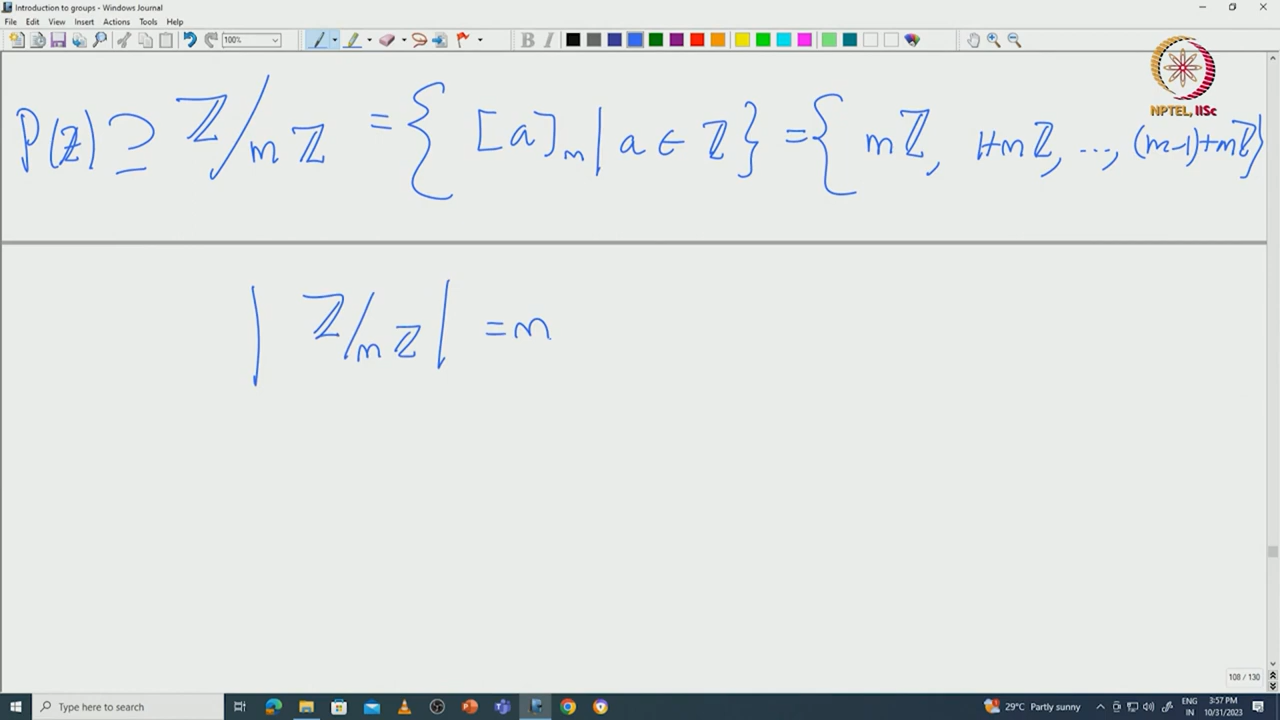 Introduction to groups - Windows Journal
File Edit View Insert Actions Tools Help
100% B I
NPTEL, IISc
P(ℤ) ⊇ ℤ/mℤ = { [a]ₘ | a ∈ ℤ } = { mℤ, 1+mℤ, ..., (m-1)+mℤ }
| ℤ/mℤ | = m
108 / 130
Type here to search 29°C Partly sunny ENG IN 3:57 PM 10/31/2023